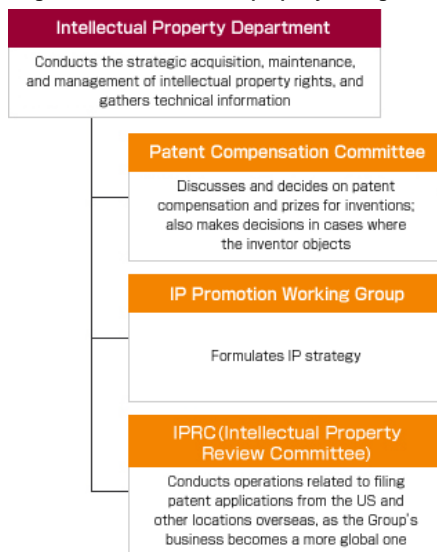 Intellectual Property Department
Conducts the strategic acquisition, maintenance,
and management of intellectual property rights, and
gathers technical information
Patent Compensation Committee
Discusses and decides on patent
compensation and prizes for inventions;
also makes decisions in cases where
the inventor objects
IP Promotion Working Group
Formulates IP strategy
IPRC(Intellectual Property
Review Committee)
Conducts operations related to filing
patent applications from the US and
other locations overseas, as the Group's
business becomes a more global one